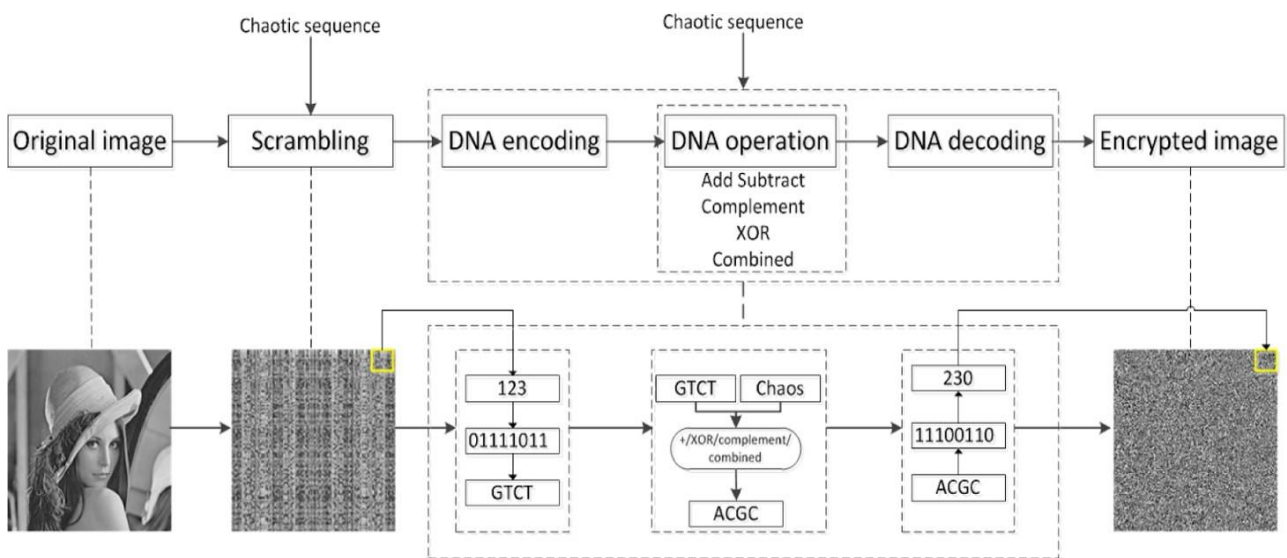 Chaotic sequence
Chaotic sequence
Original image
Scrambling
DNA encoding
DNA operation
DNA decoding
Encrypted image
Add Subtract
Complement
XOR
Combined
123
01111011
GTCT
GTCT
Chaos
+/XOR/complement/
combined
ACGC
230
11100110
ACGC